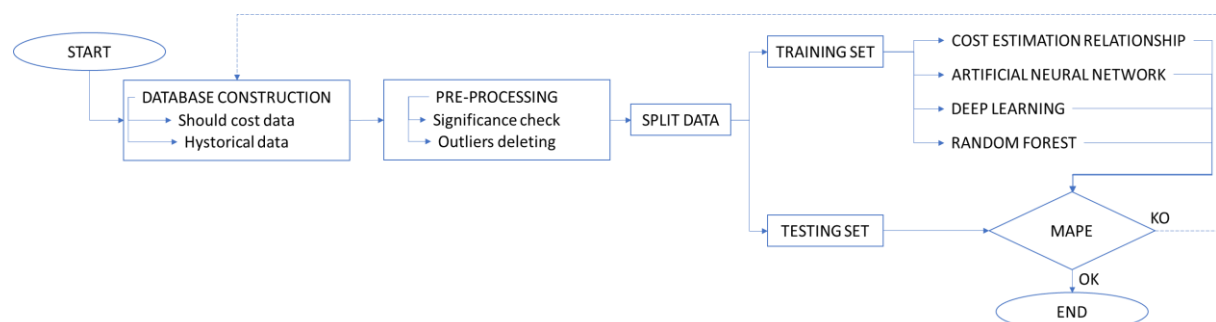 START
DATABASE CONSTRUCTION
Should cost data
Hystorical data
PRE-PROCESSING
Significance check
Outliers deleting
SPLIT DATA
TRAINING SET
COST ESTIMATION RELATIONSHIP
ARTIFICIAL NEURAL NETWORK
DEEP LEARNING
RANDOM FOREST
TESTING SET
MAPE
KO
OK
END